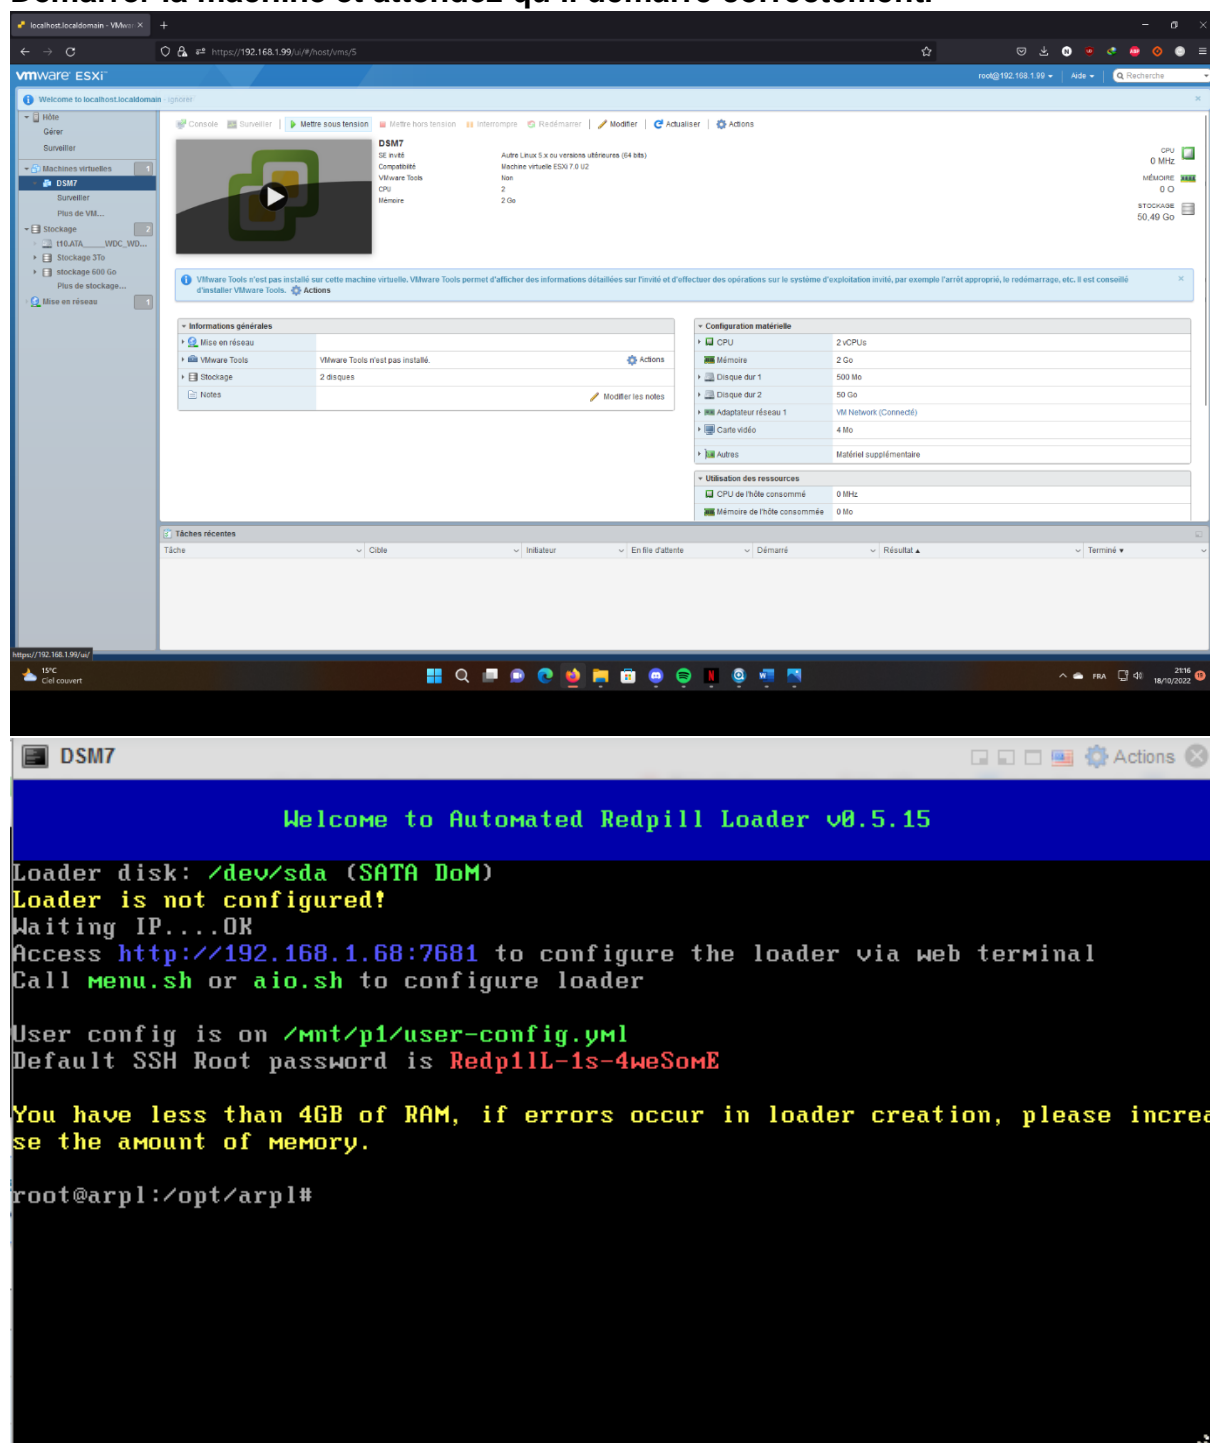 Démarrer la machine et attendez qu'il démarre correctement.
localhost.localdomain - VMwar
https://192.168.1.99/ui/#/host/vms/5
vmware ESXi
root@192.168.1.99
Aide
Recherche
Welcome to localhost.localdomain - ignorer
Hôte
Gérer
Surveiller
Machines virtuelles 1
DSM7
Surveiller
Plus de VM...
Stockage 2
t10.ATA_____WDC_WD...
Stockage 3To
stockage 600 Go
Plus de stockage...
Mise en réseau 1
Console Surveiller Mettre sous tension Mettre hors tension Interrompre Redémarrer Modifier Actualiser Actions
DSM7
SE invité Autre Linux 5.x ou versions ultérieures (64 bits)
Compatibilité Machine virtuelle ESXi 7.0 U2
VMware Tools Non
CPU 2
Mémoire 2 Go
CPU
0 MHz
MÉMOIRE
0 O
STOCKAGE
50,49 Go
VMware Tools n'est pas installé sur cette machine virtuelle. VMware Tools permet d'afficher des informations détaillées sur l'invité et d'effectuer des opérations sur le système d'exploitation invité, par exemple l'arrêt approprié, le redémarrage, etc. Il est conseillé
d'installer VMware Tools. Actions
Informations générales
Mise en réseau
VMware Tools VMware Tools n'est pas installé. Actions
Stockage 2 disques
Notes Modifier les notes
Configuration matérielle
CPU 2 vCPUs
Mémoire 2 Go
Disque dur 1 500 Mo
Disque dur 2 50 Go
Adaptateur réseau 1 VM Network (Connecté)
Carte vidéo 4 Mo
Autres Matériel supplémentaire
Utilisation des ressources
CPU de l'hôte consommé 0 MHz
Mémoire de l'hôte consommée 0 Mo
Tâches récentes
Tâche Cible Initiateur En file d'attente Démarré Résultat Terminé
https://192.168.1.99/ui/
15°C
Ciel couvert
FRA
21:16
18/10/2022
DSM7
Actions
Welcome to Automated Redpill Loader v0.5.15
Loader disk: /dev/sda (SATA DoM)
Loader is not configured!
Waiting IP....OK
Access http://192.168.1.68:7681 to configure the loader via web terminal
Call menu.sh or aio.sh to configure loader
User config is on /mnt/p1/user-config.yml
Default SSH Root password is Redp1lL-1s-4weSomE
You have less than 4GB of RAM, if errors occur in loader creation, please increa
se the amount of memory.
root@arpl:/opt/arpl#